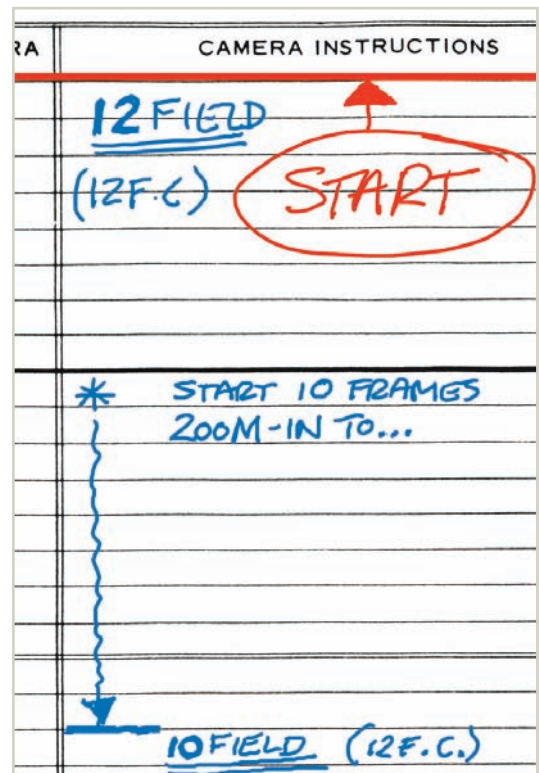 RA
CAMERA INSTRUCTIONS
12 FIELD
(12F.C)
START
* START 10 FRAMES
ZOOM-IN TO...
10 FIELD (12F.C.)